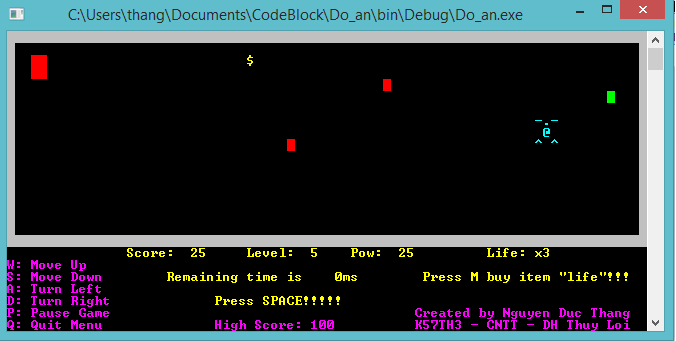 C:\Users\thang\Documents\CodeBlock\Do_an\bin\Debug\Do_an.exe
$
@
^ ^
Score: 25 Level: 5 Pow: 25 Life: x3
W: Move Up
S: Move Down Remaining time is 0ms Press M buy item "life"!!!
A: Turn Left
D: Turn Right Press SPACE!!!!!
P: Pause Game Created by Nguyen Duc Thang
Q: Quit Menu High Score: 100 K57TH3 - CNTT - DH Thuy Loi